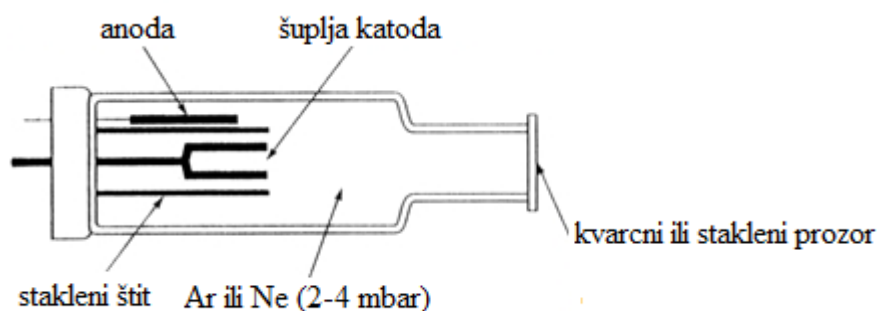 anoda
šuplja katoda
kvarcni ili stakleni prozor
stakleni štit
Ar ili Ne (2-4 mbar)